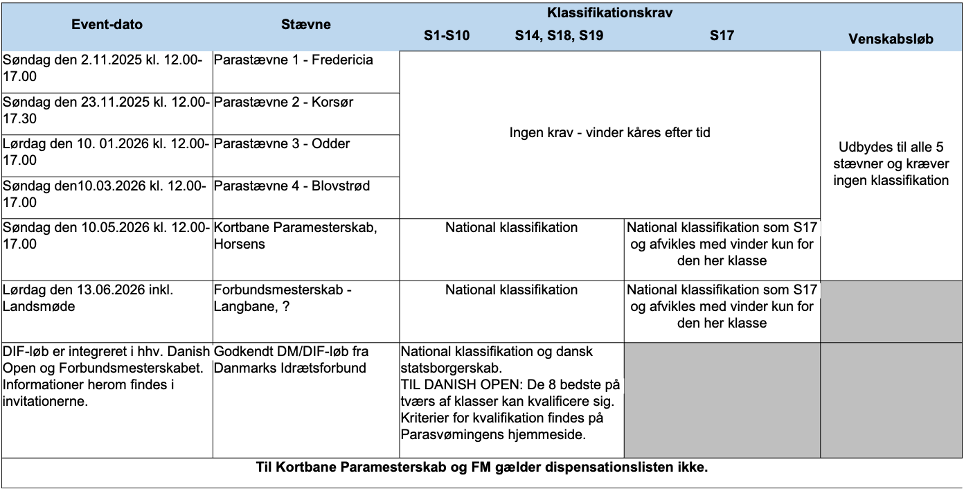 Event-dato
Stævne
Klassifikationskrav
S1-S10
S14, S18, S19
S17
Venskabsløb
Søndag den 2.11.2025 kl. 12.00-
17.00
Parastævne 1 - Fredericia
Søndag den 23.11.2025 kl. 12.00-
17.30
Parastævne 2 - Korsør
Lørdag den 10. 01.2026 kl. 12.00-
17.00
Parastævne 3 - Odder
Søndag den10.03.2026 kl. 12.00-
17.00
Parastævne 4 - Blovstrød
Ingen krav - vinder kåres efter tid
Udbydes til alle 5
stævner og kræver
ingen klassifikation
Søndag den 10.05.2026 kl. 12.00-
17.00
Kortbane Paramesterskab,
Horsens
National klassifikation
National klassifikation som S17
og afvikles med vinder kun for
den her klasse
Lørdag den 13.06.2026 inkl.
Landsmøde
Forbundsmesterskab -
Langbane, ?
National klassifikation
National klassifikation som S17
og afvikles med vinder kun for
den her klasse
DIF-løb er integreret i hhv. Danish
Open og Forbundsmesterskabet.
Informationer herom findes i
invitationerne.
Godkendt DM/DIF-løb fra
Danmarks Idrætsforbund
National klassifikation og dansk
statsborgerskab.
TIL DANISH OPEN: De 8 bedste på
tværs af klasser kan kvalificere sig.
Kriterier for kvalifikation findes på
Parasvømingens hjemmeside.
Til Kortbane Paramesterskab og FM gælder dispensationslisten ikke.